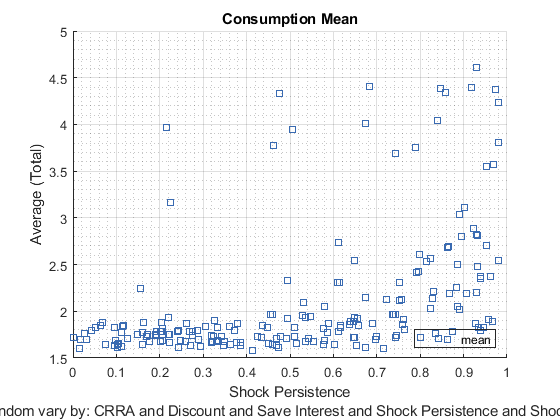 Consumption Mean
Average (Total)
5
4.5
4
3.5
3
2.5
2
1.5
0 0.1 0.2 0.3 0.4 0.5 0.6 0.7 0.8 0.9 1
mean
Shock Persistence
ndom vary by: CRRA and Discount and Save Interest and Shock Persistence and Shoc